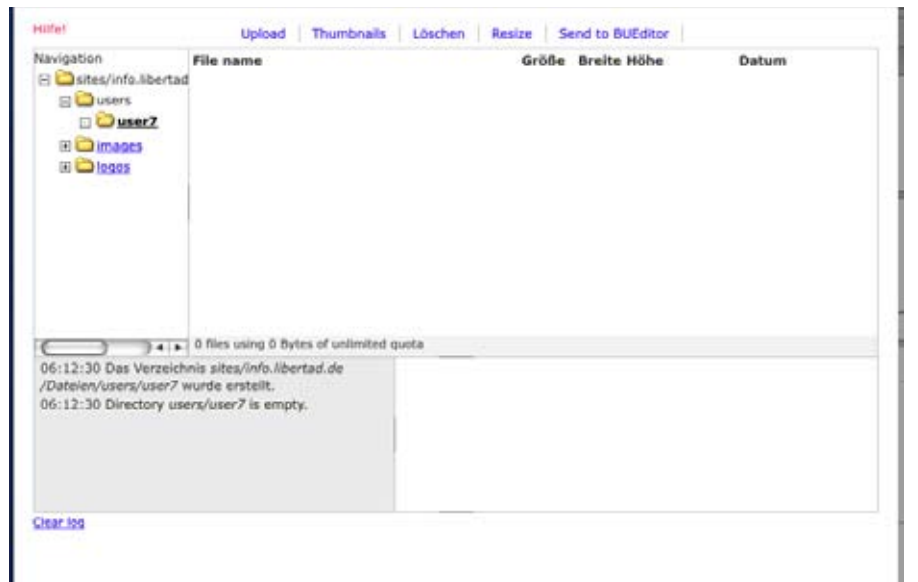 Hilfe!
Upload Thumbnails Löschen Resize Send to BUEditor
Navigation
File name Größe Breite Höhe Datum
sites/info.libertad
users
user7
images
logos
0 files using 0 Bytes of unlimited quota
06:12:30 Das Verzeichnis sites/info.libertad.de
/Dateien/users/user7 wurde erstellt.
06:12:30 Directory users/user7 is empty.
Clear log